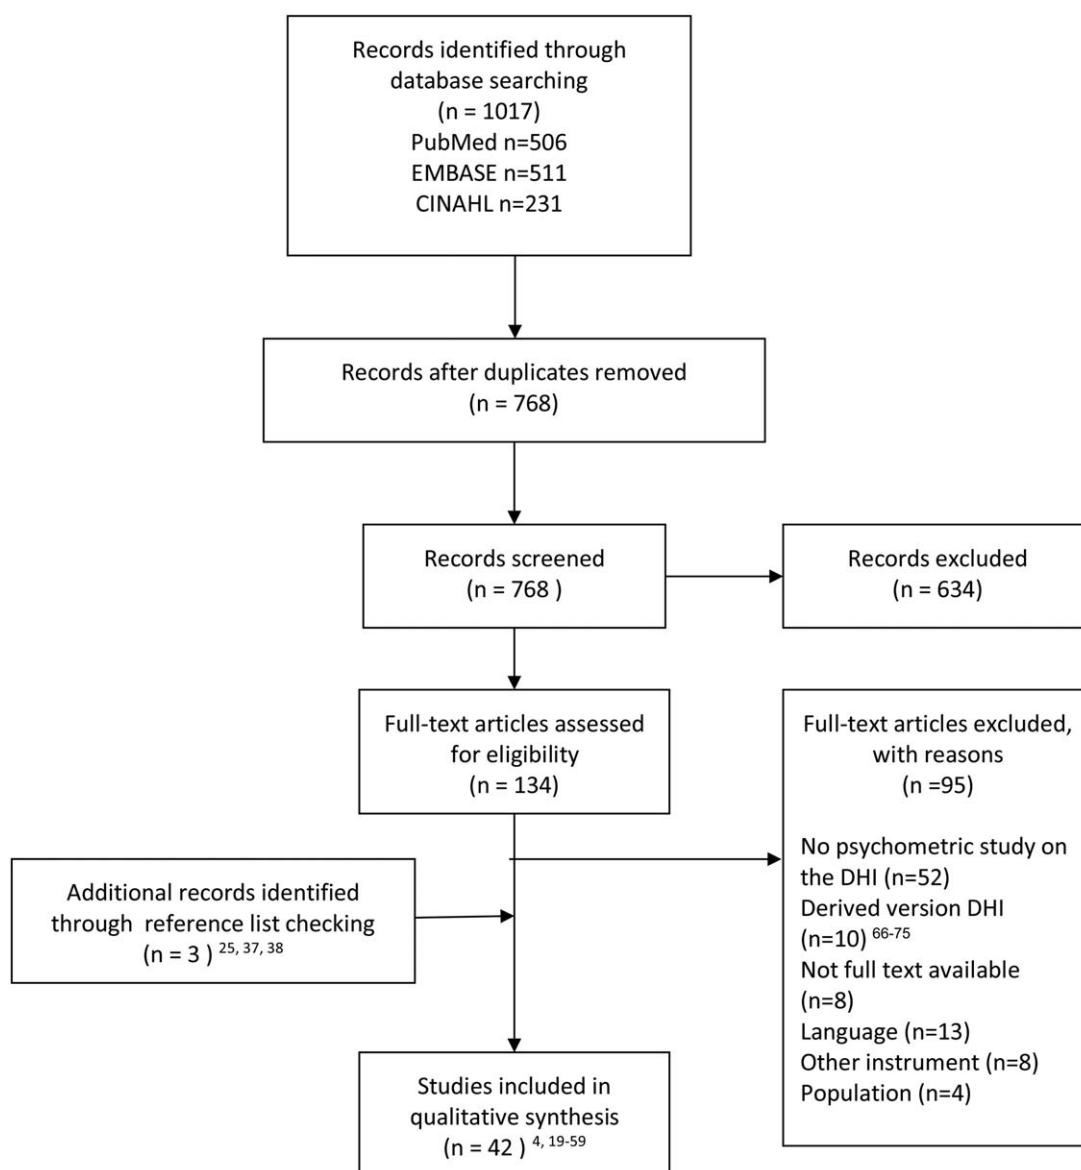 Records identified through
database searching
(n = 1017)
PubMed n=506
EMBASE n=511
CINAHL n=231
Records after duplicates removed
(n = 768)
Records screened
(n = 768 )
Records excluded
(n = 634)
Full-text articles assessed
for eligibility
(n = 134)
Full-text articles excluded,
with reasons
(n =95)
No psychometric study on
the DHI (n=52)
Derived version DHI
(n=10) 66-75
Not full text available
(n=8)
Language (n=13)
Other instrument (n=8)
Population (n=4)
Additional records identified
through reference list checking
(n = 3 ) 25, 37, 38
Studies included in
qualitative synthesis
(n = 42 ) 4, 19-59